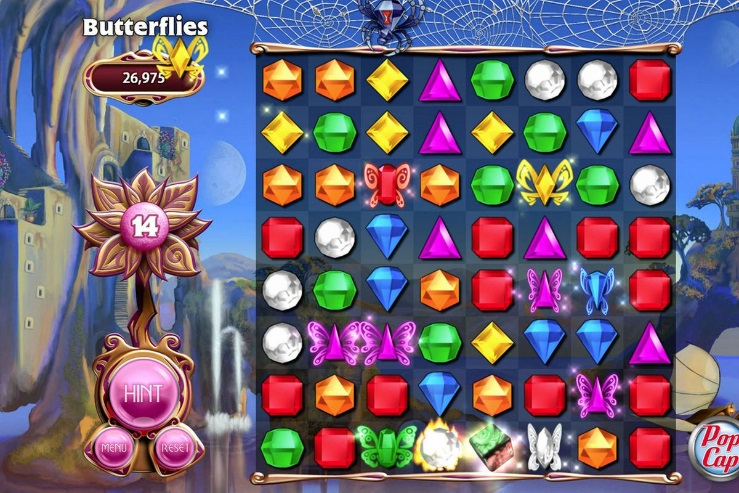 Butterflies
26,975
14
HINT
MENU
RESET
Pop
Cap